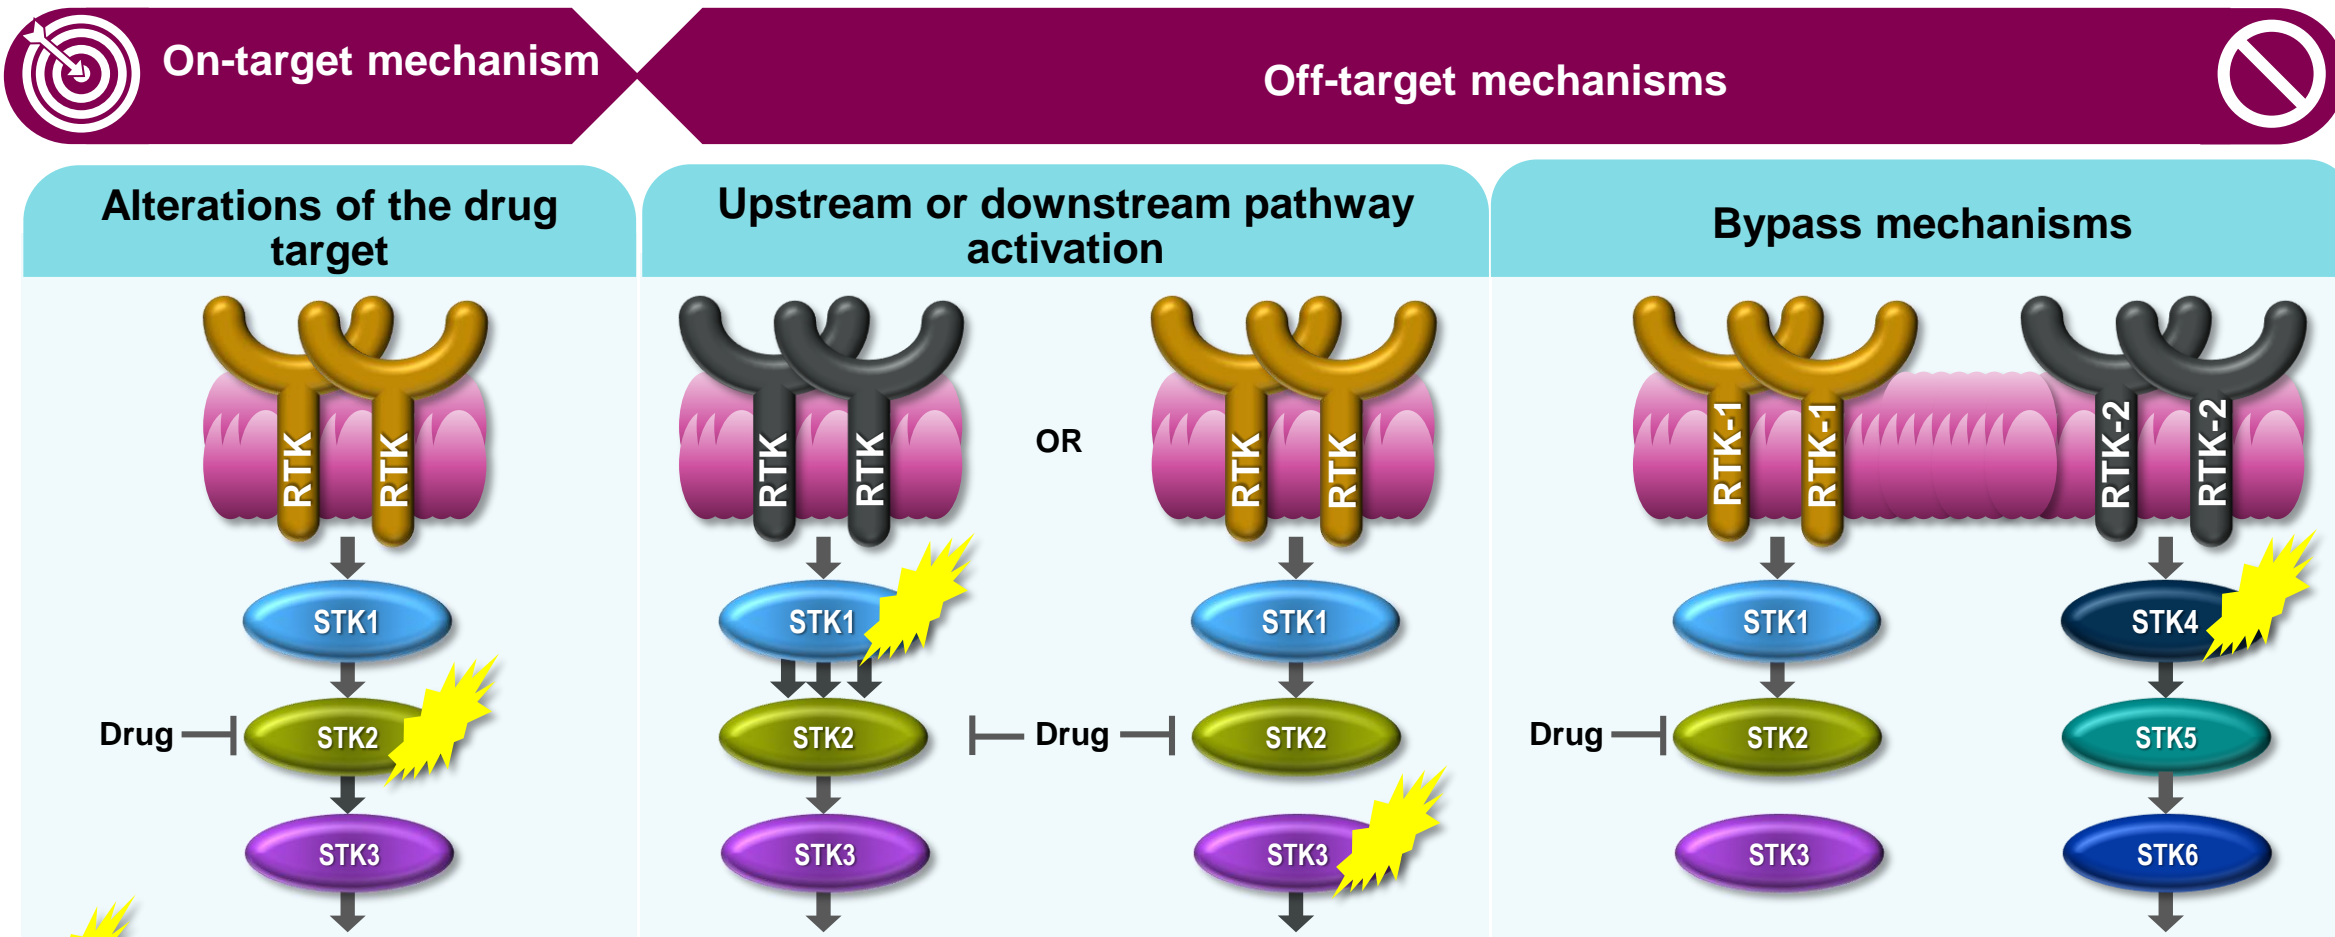 On-target mechanism
Off-target mechanisms
Alterations of the drug
target
Upstream or downstream pathway
activation
Bypass mechanisms
RTK
RTK
RTK
RTK
OR
RTK
RTK
RTK-1
RTK-1
RTK-2
RTK-2
STK1
STK1
STK1
STK1
STK4
Drug
STK2
STK2
Drug
STK2
Drug
STK2
STK5
STK3
STK3
STK3
STK3
STK6